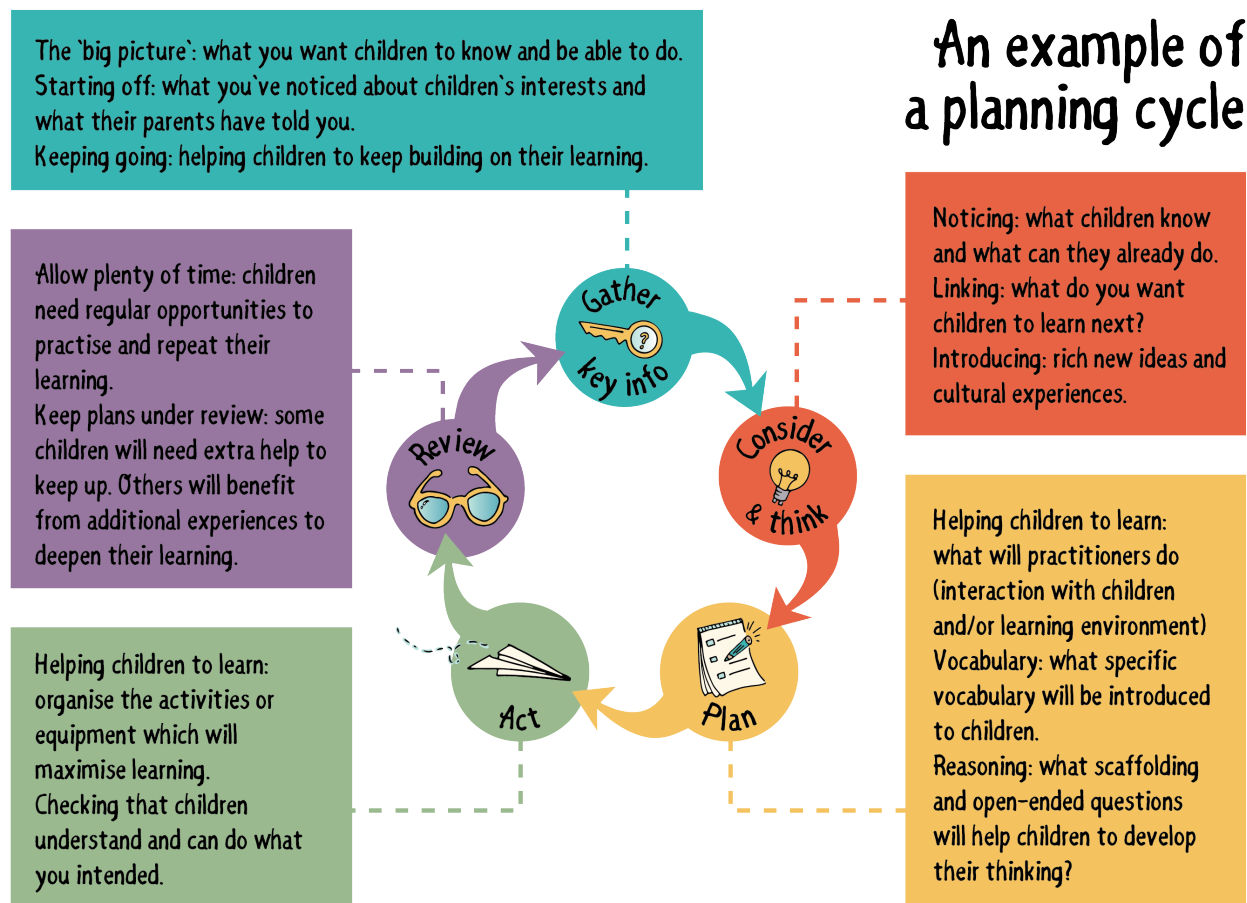 An example of
a planning cycle
The `big picture`: what you want children to know and be able to do.
Starting off: what you`ve noticed about children`s interests and
what their parents have told you.
Keeping going: helping children to keep building on their learning.
Gather
?
key info
Noticing: what children know
and what can they already do.
Linking: what do you want
children to learn next?
Introducing: rich new ideas and
cultural experiences.
Consider
& think
Helping children to learn:
what will practitioners do
(interaction with children
and/or learning environment)
Vocabulary: what specific
vocabulary will be introduced
to children.
Reasoning: what scaffolding
and open-ended questions
will help children to develop
their thinking?
Plan
Helping children to learn:
organise the activities or
equipment which will
maximise learning.
Checking that children
understand and can do what
you intended.
Act
Allow plenty of time: children
need regular opportunities to
practise and repeat their
learning.
Keep plans under review: some
children will need extra help to
keep up. Others will benefit
from additional experiences to
deepen their learning.
Review